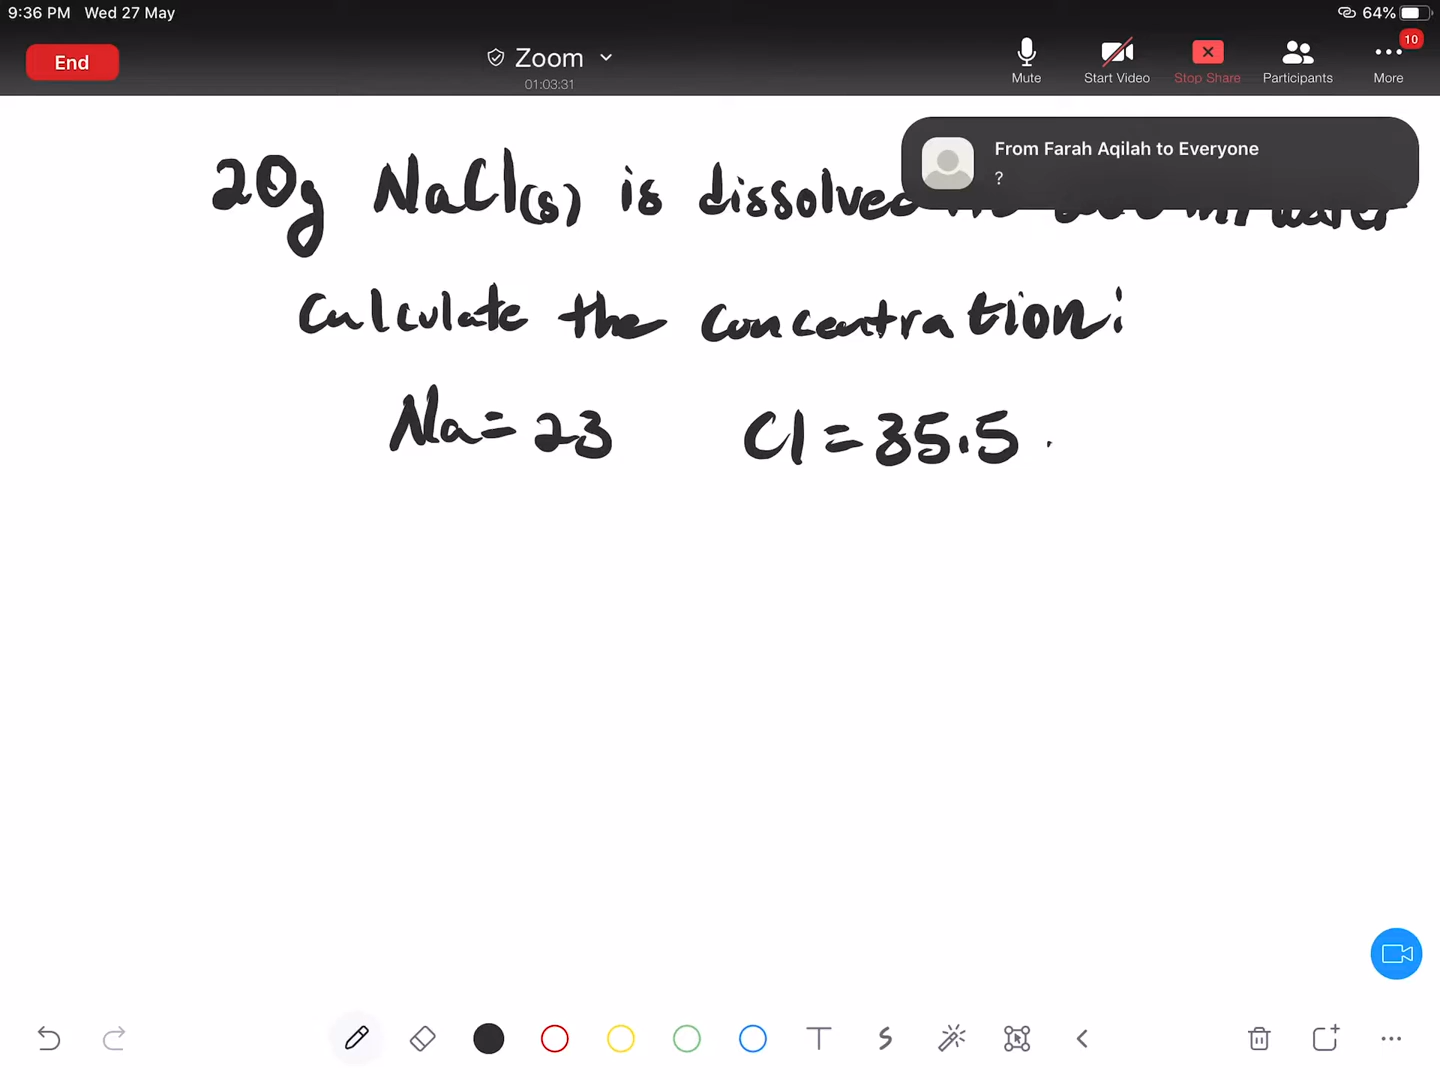 9:36 PM Wed 27 May
64%
End
Zoom
01:03:31
Mute
Start Video
Stop Share
Participants
More
10
From Farah Aqilah to Everyone
?
20g NaCl(s) is dissolved
Calculate the concentration:
Na = 23 Cl = 35.5
T